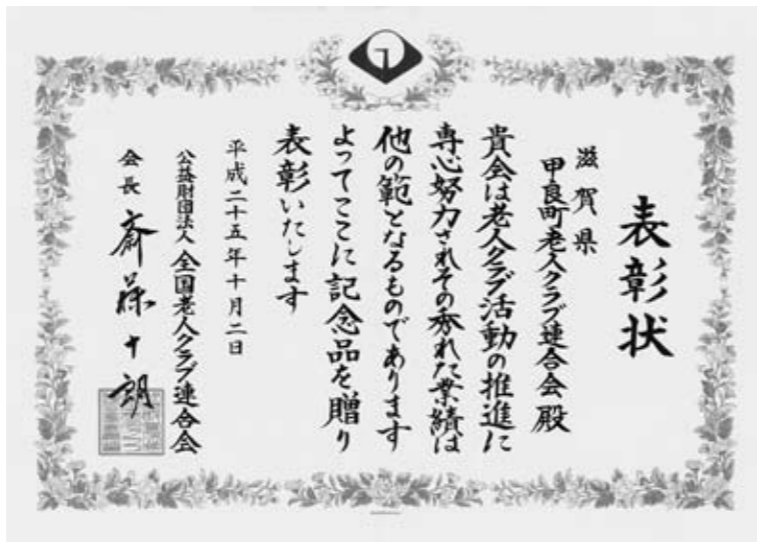 表彰状
滋賀県
甲良町老人クラブ連合会殿
貴会は老人クラブ活動の推進に
専心努力されその秀れた業績は
他の範となるものであります
よってここに記念品を贈り
表彰いたします
平成二十五年十月二日
公益財団法人 全国老人クラブ連合会
会長 斎藤十朗